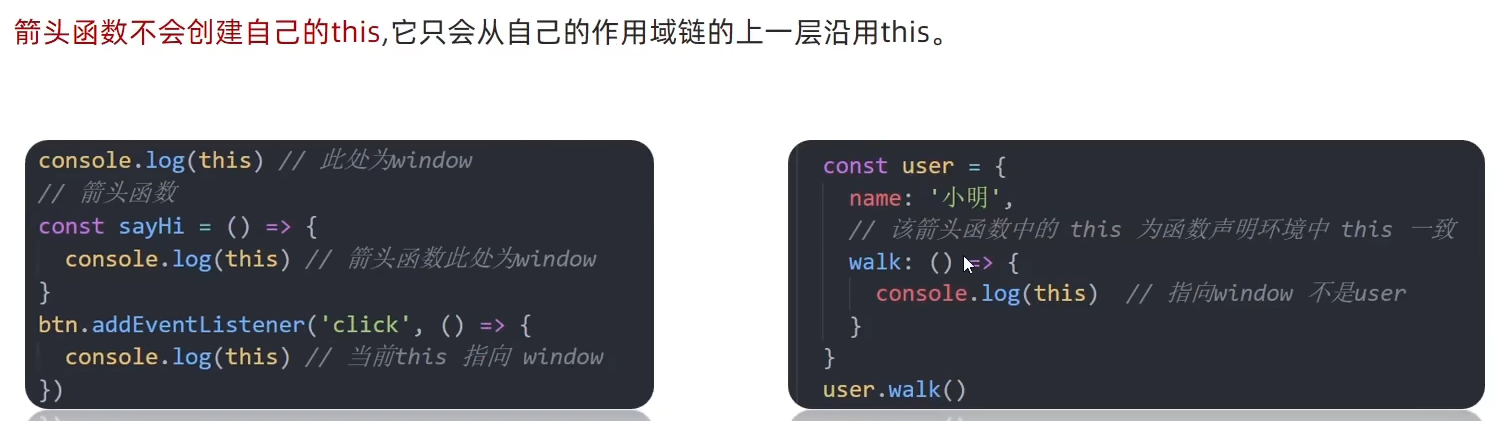 箭头函数不会创建自己的this,它只会从自己的作用域链的上一层沿用this。
console.log(this) // 此处为window
// 箭头函数
const sayHi = () => {
console.log(this) // 箭头函数此处为window
}
btn.addEventListener('click', () => {
console.log(this) // 当前this 指向 window
})
const user = {
name: '小明',
// 该箭头函数中的 this 为函数声明环境中 this 一致
walk: () => {
console.log(this) // 指向window 不是user
}
}
user.walk()